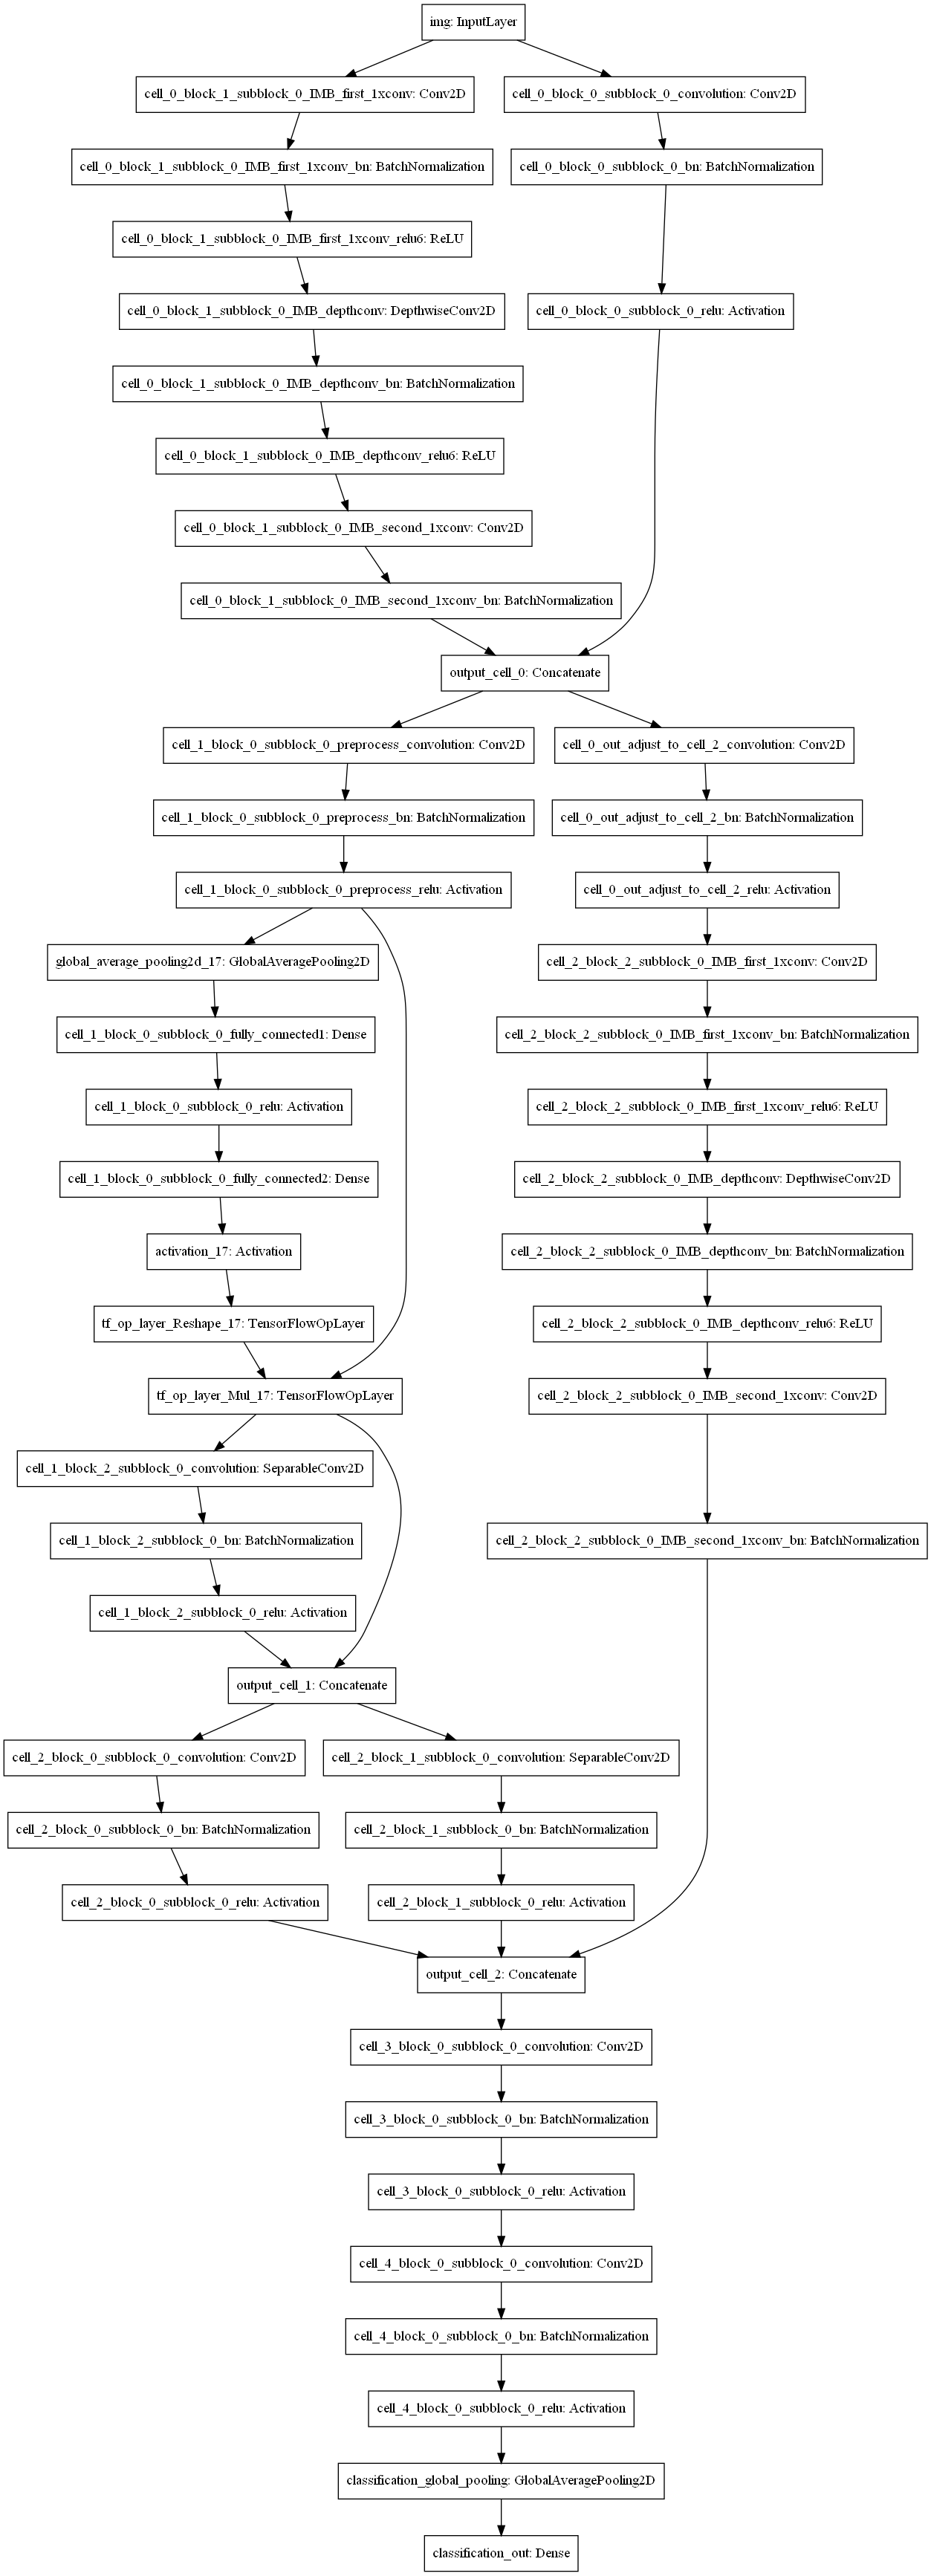 img: InputLayer
cell_0_block_1_subblock_0_IMB_first_1xconv: Conv2D
cell_0_block_0_subblock_0_convolution: Conv2D
cell_0_block_1_subblock_0_IMB_first_1xconv_bn: BatchNormalization
cell_0_block_0_subblock_0_bn: BatchNormalization
cell_0_block_1_subblock_0_IMB_first_1xconv_relu6: ReLU
cell_0_block_1_subblock_0_IMB_depthconv: DepthwiseConv2D
cell_0_block_0_subblock_0_relu: Activation
cell_0_block_1_subblock_0_IMB_depthconv_bn: BatchNormalization
cell_0_block_1_subblock_0_IMB_depthconv_relu6: ReLU
cell_0_block_1_subblock_0_IMB_second_1xconv: Conv2D
cell_0_block_1_subblock_0_IMB_second_1xconv_bn: BatchNormalization
output_cell_0: Concatenate
cell_1_block_0_subblock_0_preprocess_convolution: Conv2D
cell_0_out_adjust_to_cell_2_convolution: Conv2D
cell_1_block_0_subblock_0_preprocess_bn: BatchNormalization
cell_0_out_adjust_to_cell_2_bn: BatchNormalization
cell_1_block_0_subblock_0_preprocess_relu: Activation
cell_0_out_adjust_to_cell_2_relu: Activation
global_average_pooling2d_17: GlobalAveragePooling2D
cell_2_block_2_subblock_0_IMB_first_1xconv: Conv2D
cell_1_block_0_subblock_0_fully_connected1: Dense
cell_2_block_2_subblock_0_IMB_first_1xconv_bn: BatchNormalization
cell_1_block_0_subblock_0_relu: Activation
cell_2_block_2_subblock_0_IMB_first_1xconv_relu6: ReLU
cell_1_block_0_subblock_0_fully_connected2: Dense
cell_2_block_2_subblock_0_IMB_depthconv: DepthwiseConv2D
activation_17: Activation
cell_2_block_2_subblock_0_IMB_depthconv_bn: BatchNormalization
tf_op_layer_Reshape_17: TensorFlowOpLayer
cell_2_block_2_subblock_0_IMB_depthconv_relu6: ReLU
tf_op_layer_Mul_17: TensorFlowOpLayer
cell_2_block_2_subblock_0_IMB_second_1xconv: Conv2D
cell_1_block_2_subblock_0_convolution: SeparableConv2D
cell_1_block_2_subblock_0_bn: BatchNormalization
cell_2_block_2_subblock_0_IMB_second_1xconv_bn: BatchNormalization
cell_1_block_2_subblock_0_relu: Activation
output_cell_1: Concatenate
cell_2_block_0_subblock_0_convolution: Conv2D
cell_2_block_1_subblock_0_convolution: SeparableConv2D
cell_2_block_0_subblock_0_bn: BatchNormalization
cell_2_block_1_subblock_0_bn: BatchNormalization
cell_2_block_0_subblock_0_relu: Activation
cell_2_block_1_subblock_0_relu: Activation
output_cell_2: Concatenate
cell_3_block_0_subblock_0_convolution: Conv2D
cell_3_block_0_subblock_0_bn: BatchNormalization
cell_3_block_0_subblock_0_relu: Activation
cell_4_block_0_subblock_0_convolution: Conv2D
cell_4_block_0_subblock_0_bn: BatchNormalization
cell_4_block_0_subblock_0_relu: Activation
classification_global_pooling: GlobalAveragePooling2D
classification_out: Dense